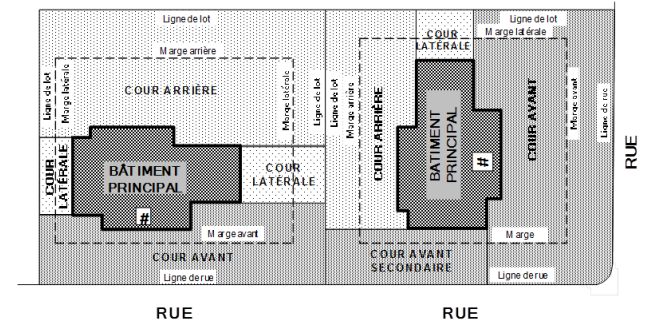 Ligne de lot
Marge arrière
COUR ARRIÈRE
Ligne de lot
Marge latérale
Marge latérale
Ligne de lot
COUR
LATÉRALE
BÂTIMENT
PRINCIPAL
#
COUR
LATÉRALE
Marge avant
COUR AVANT
Ligne de rue
RUE
Ligne de lot
Marge latérale
COUR
LATÉRALE
Marge arrière
COUR ARRIÈRE
BATIMENT
PRINCIPAL
#
COUR AVANT
Marge avant
Ligne de rue
RUE
Marge
COUR AVANT
SECONDAIRE
Ligne de rue
RUE